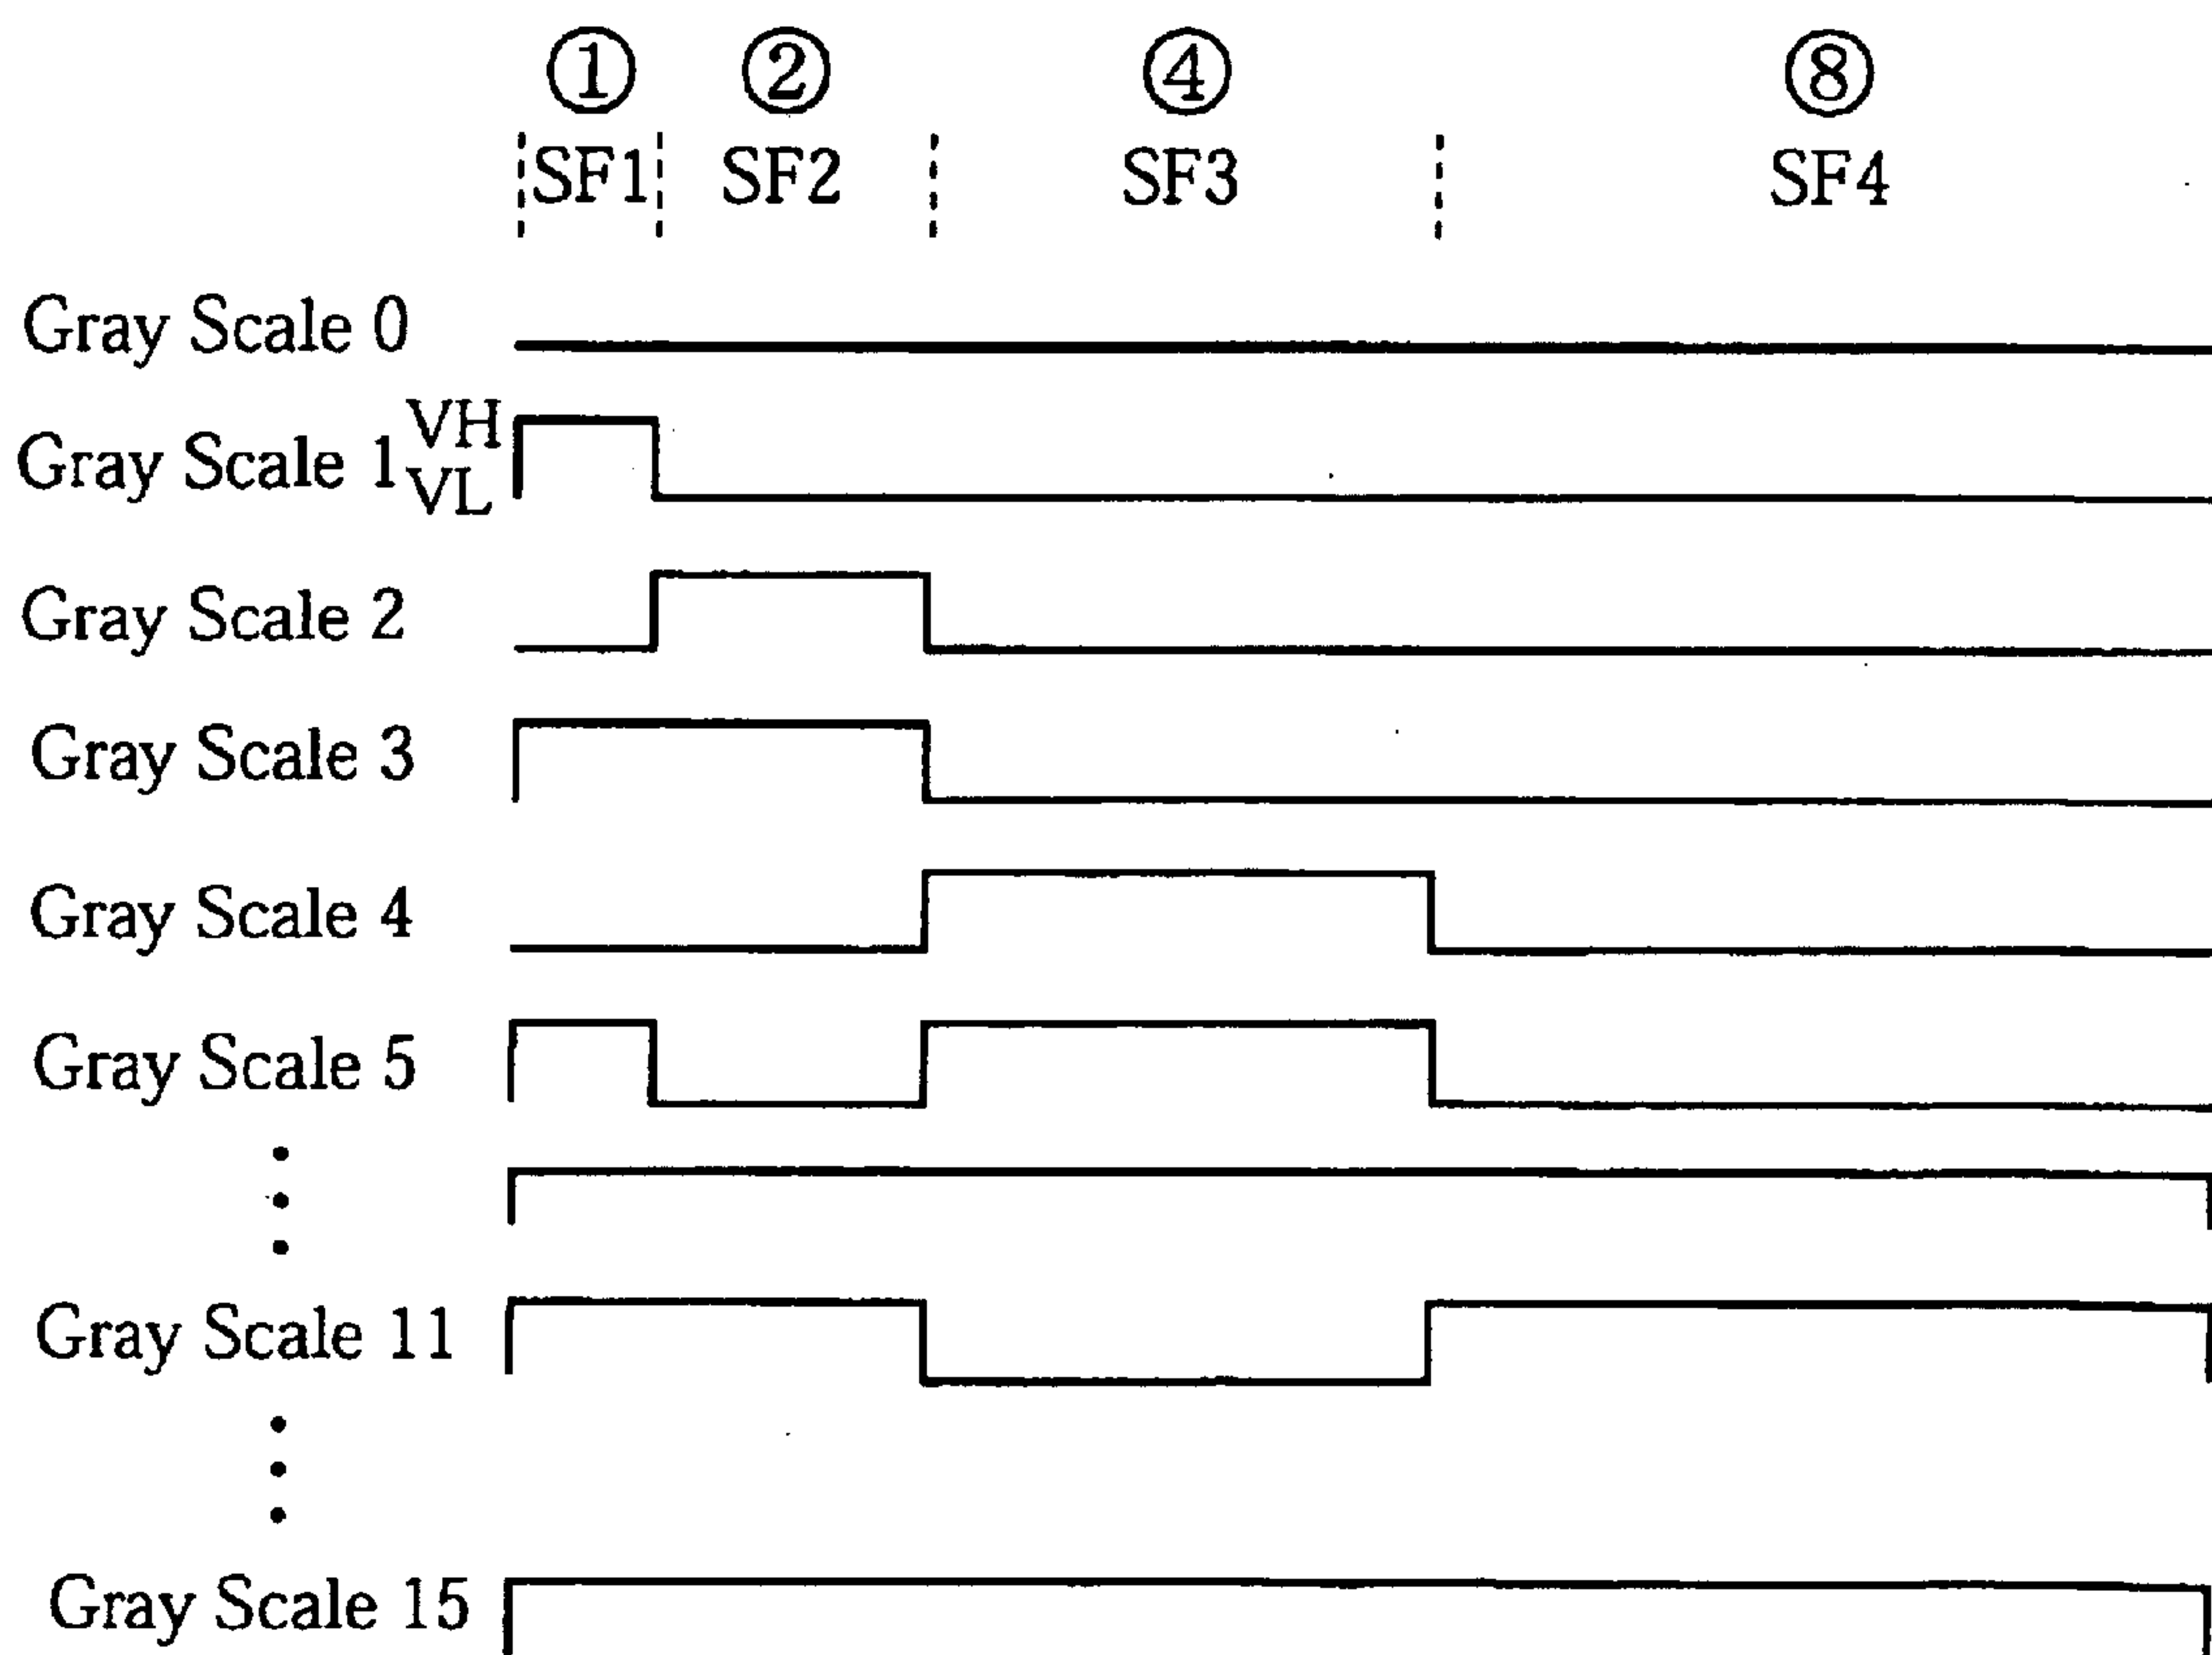 ① ② ④ ⑧
SF1 SF2 SF3 SF4
Gray Scale 0
Gray Scale 1 VH
VL
Gray Scale 2
Gray Scale 3
Gray Scale 4
Gray Scale 5
Gray Scale 11
Gray Scale 15